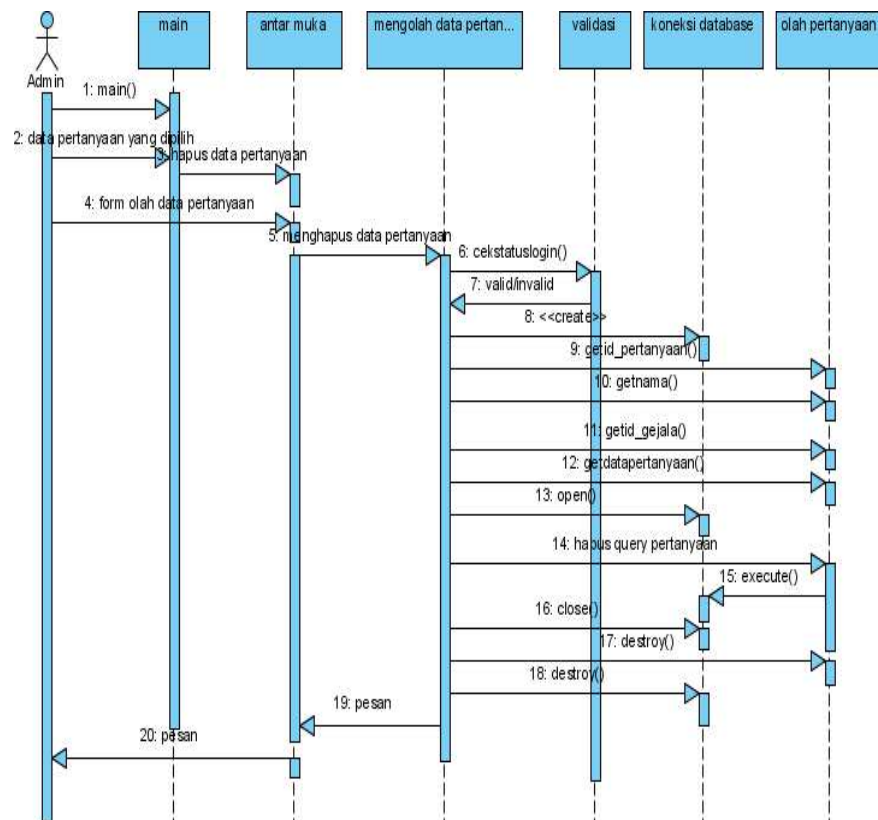 main
antar muka
mengolah data pertan...
validasi
koneksi database
olah pertanyaan
Admin
1: main()
2: data pertanyaan yang dipilih
3: hapus data pertanyaan
4: form olah data pertanyaan
5: menghapus data pertanyaan
6: cekstatuslogin()
7: valid/invalid
8: <<create>>
9: getid_pertanyaan()
10: getnama()
11: getid_gejala()
12: getdatapertanyaan()
13: open()
14: hapus query pertanyaan
15: execute()
16: close()
17: destroy()
18: destroy()
19: pesan
20: pesan